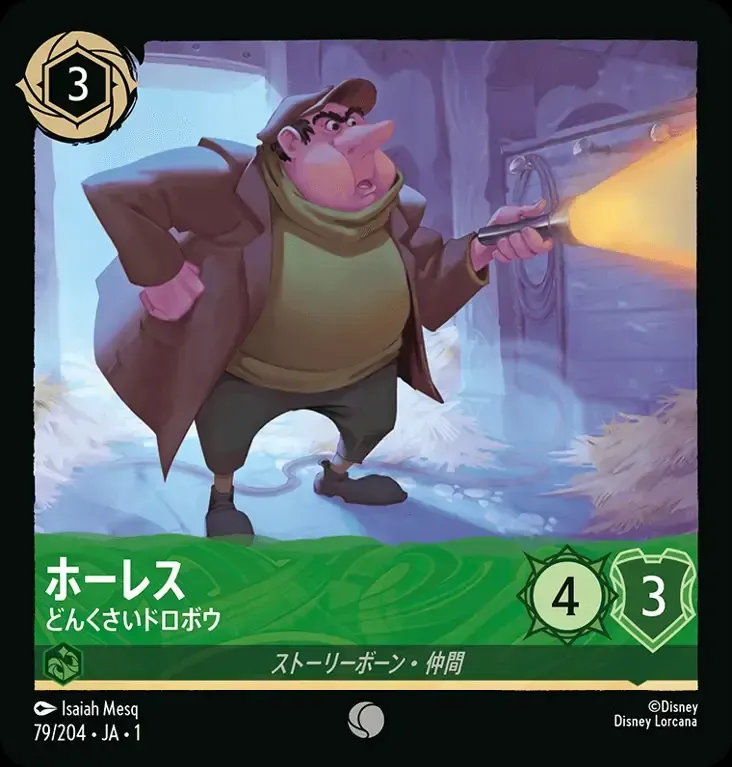 3
ホーレス
どんくさいドロボウ
4
3
ストーリーボーン・仲間
Isaiah Mesq
79/204・JA・1
©Disney
Disney Lorcana